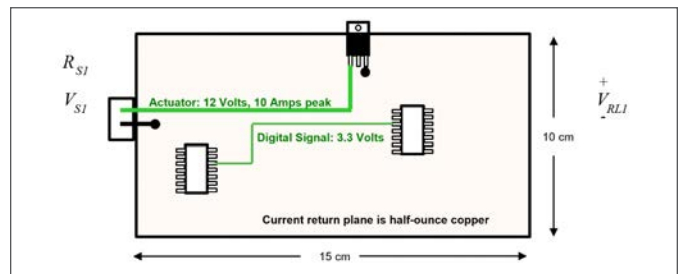 R_S1
V_S1
Actuator: 12 Volts, 10 Amps peak
Digital Signal: 3.3 Volts
Current return plane is half-ounce copper
15 cm
10 cm
+
V_RL1
-